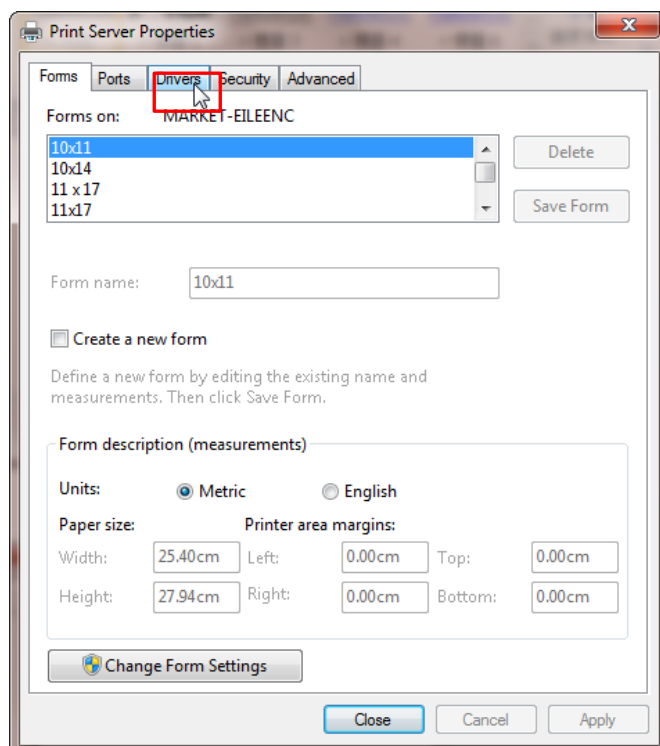 Print Server Properties
Forms Ports Drivers Security Advanced
Forms on: MARKET-EILEENC
10x11
10x14
11 x 17
11x17
Delete
Save Form
Form name: 10x11
Create a new form
Define a new form by editing the existing name and
measurements. Then click Save Form.
Form description (measurements)
Units: Metric English
Paper size: Printer area margins:
Width: 25.40cm Left: 0.00cm Top: 0.00cm
Height: 27.94cm Right: 0.00cm Bottom: 0.00cm
Change Form Settings
Close Cancel Apply